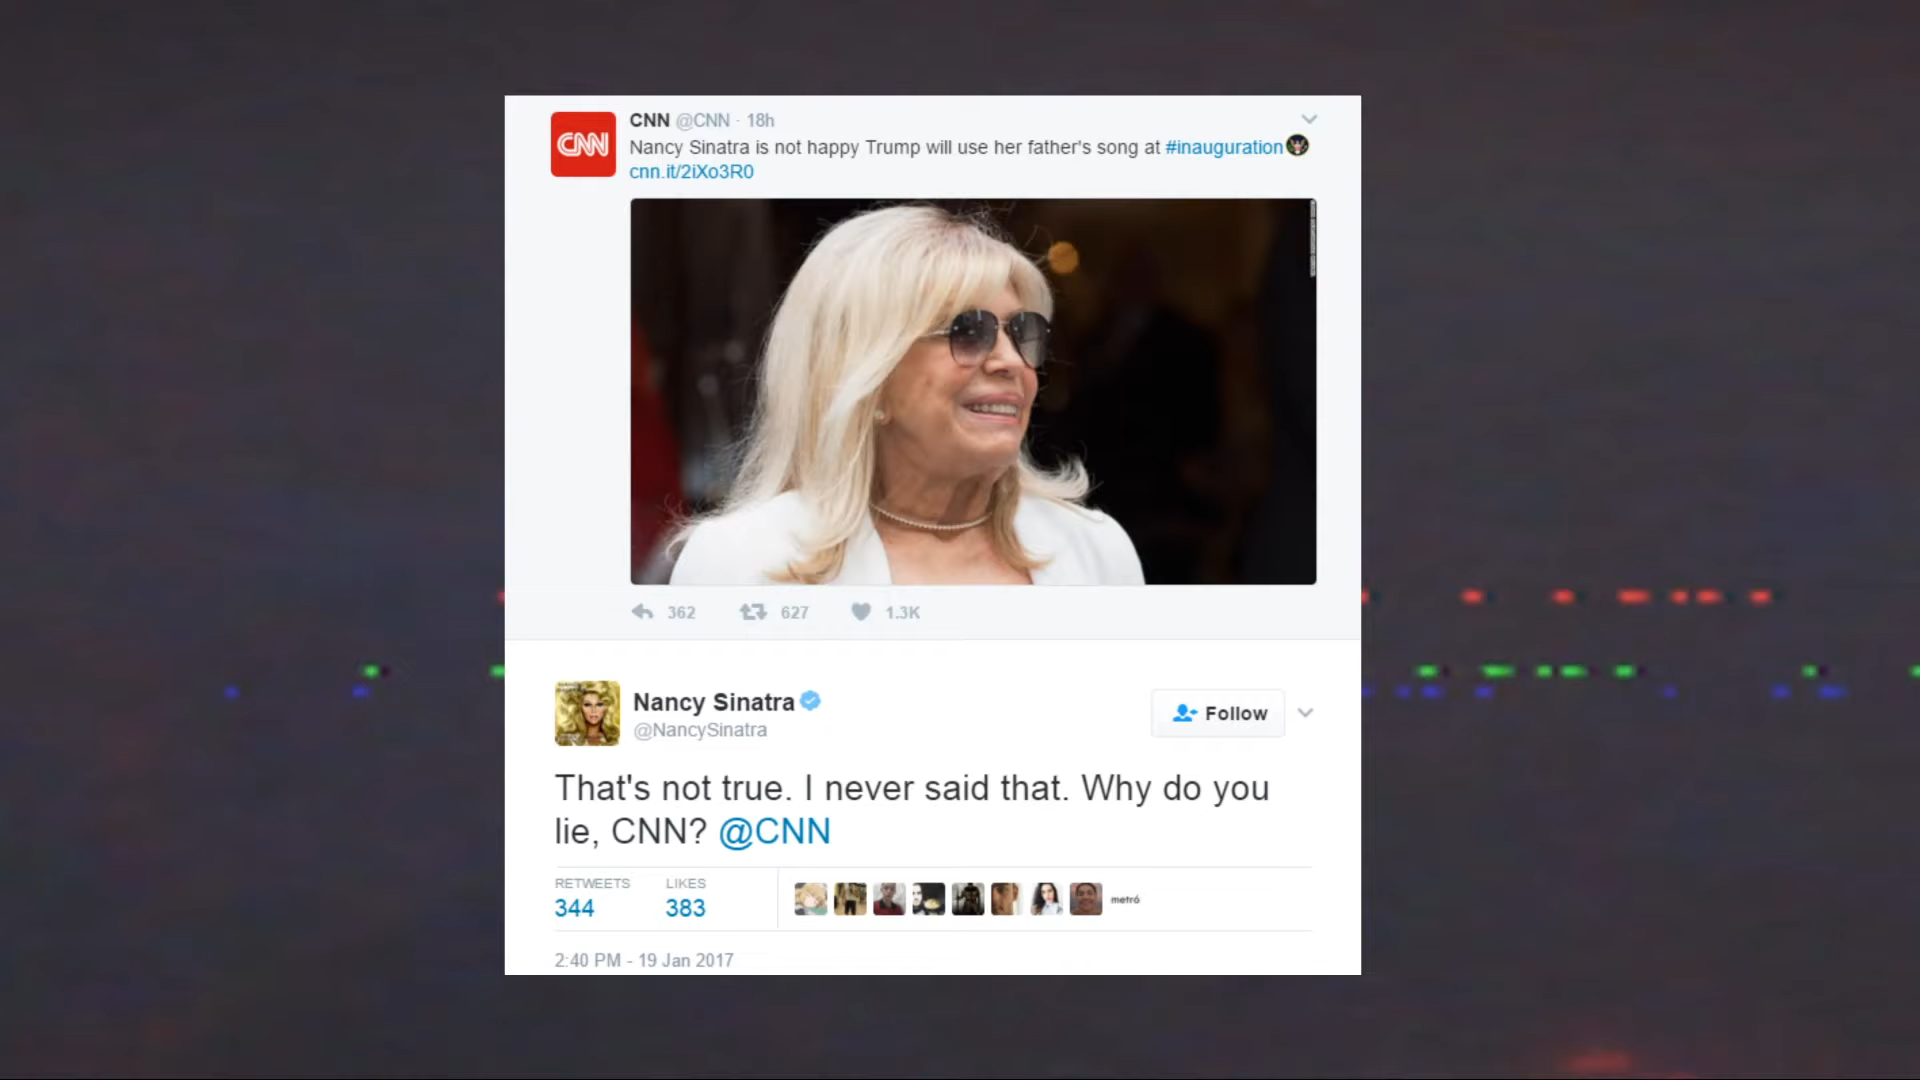 CNN
CNN @CNN · 18h
Nancy Sinatra is not happy Trump will use her father's song at #inauguration
cnn.it/2iXo3R0
362 627 1.3K
Nancy Sinatra
@NancySinatra
Follow
That's not true. I never said that. Why do you
lie, CNN? @CNN
RETWEETS LIKES
344 383
metró
2:40 PM - 19 Jan 2017